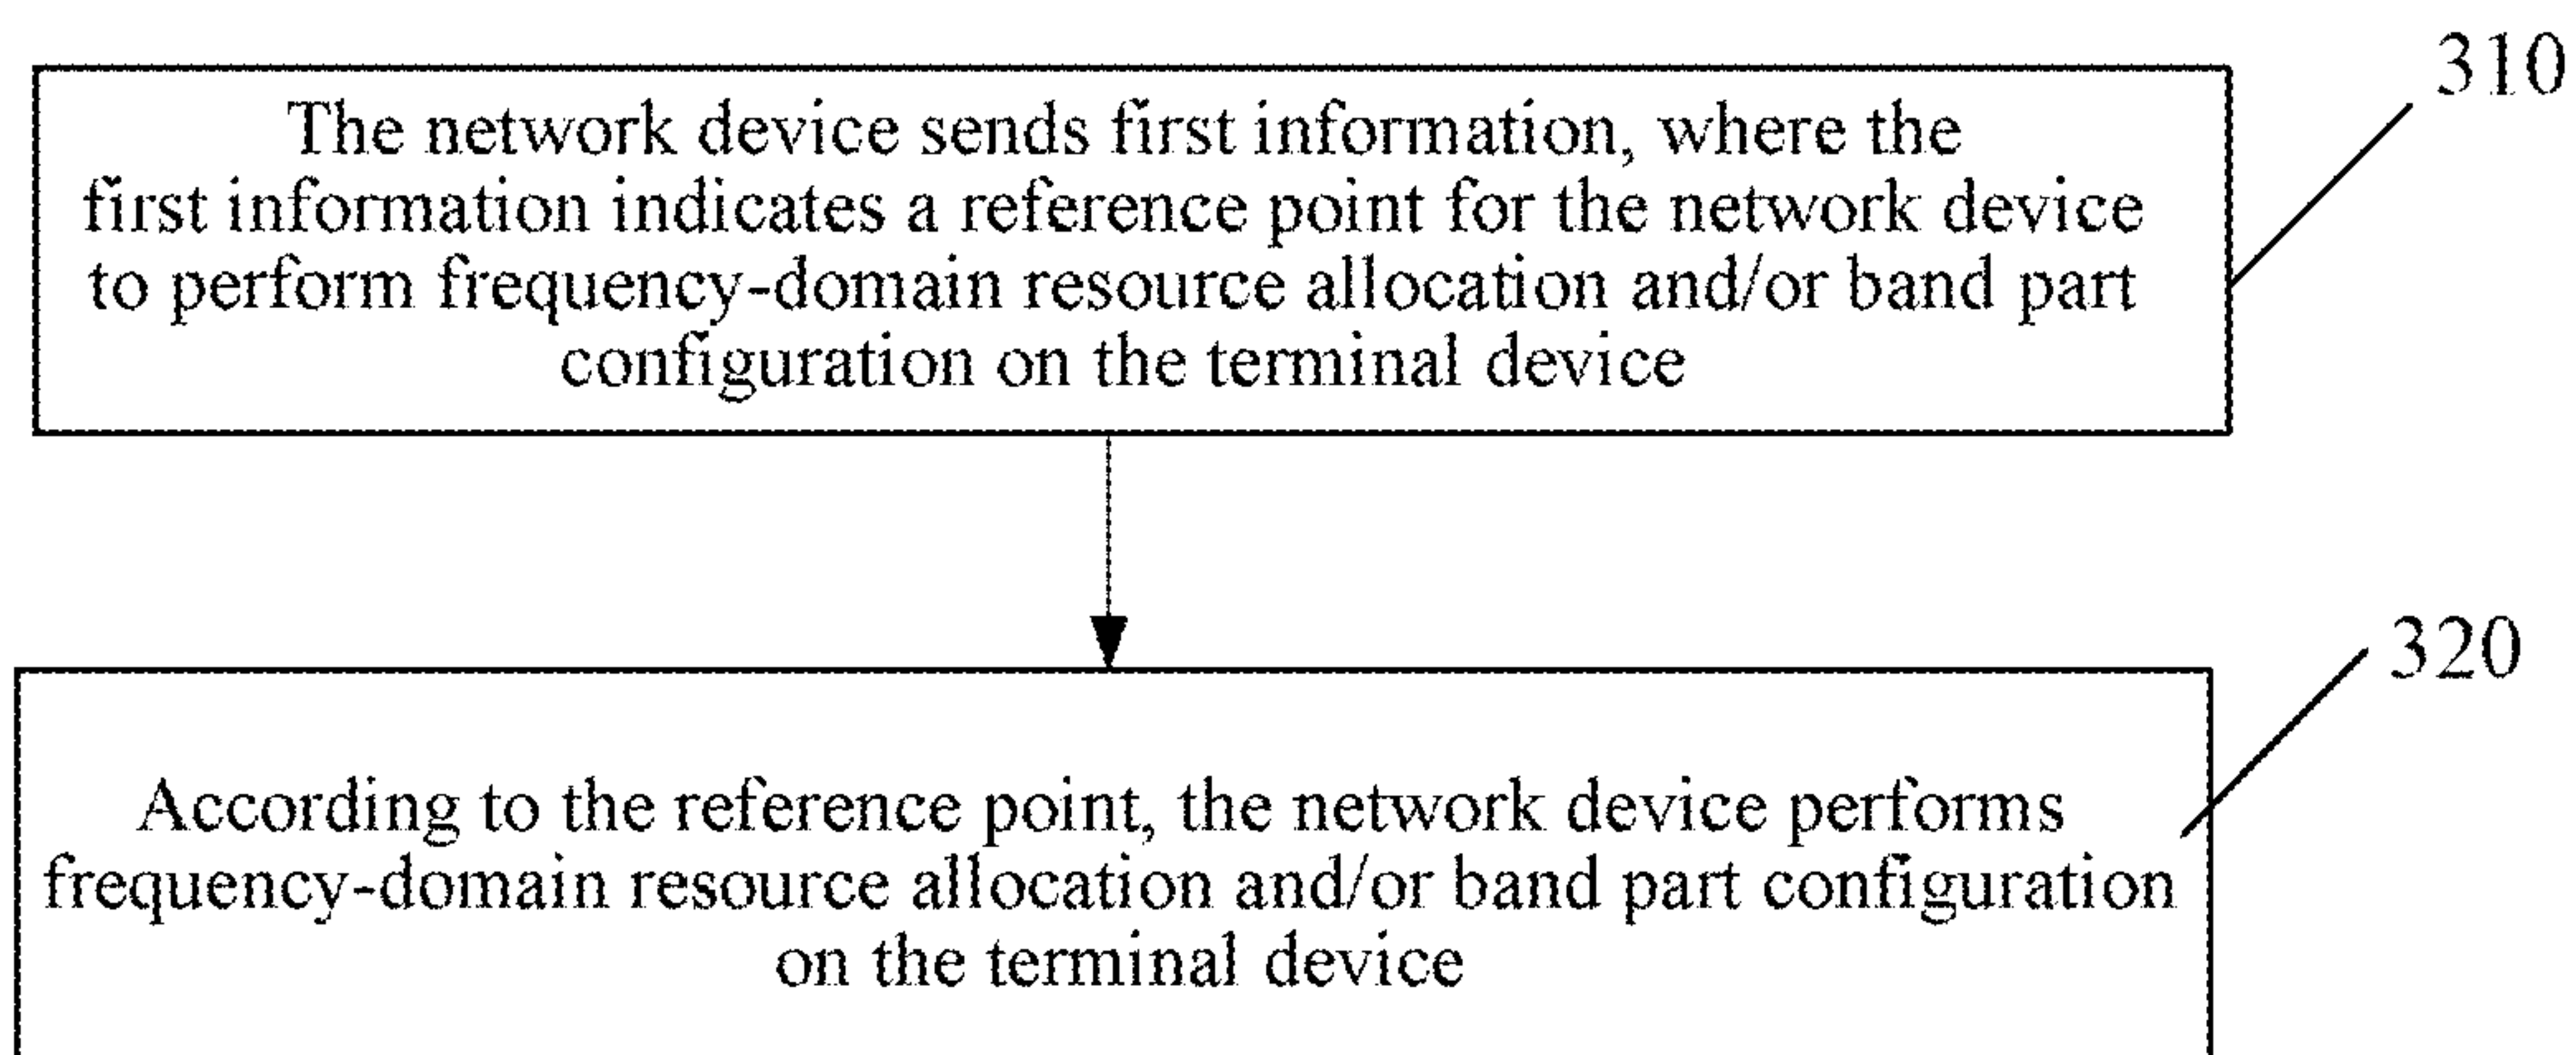 310
The network device sends first information, where the
first information indicates a reference point for the network device
to perform frequency-domain resource allocation and/or band part
configuration on the terminal device
320
According to the reference point, the network device performs
frequency-domain resource allocation and/or band part configuration
on the terminal device